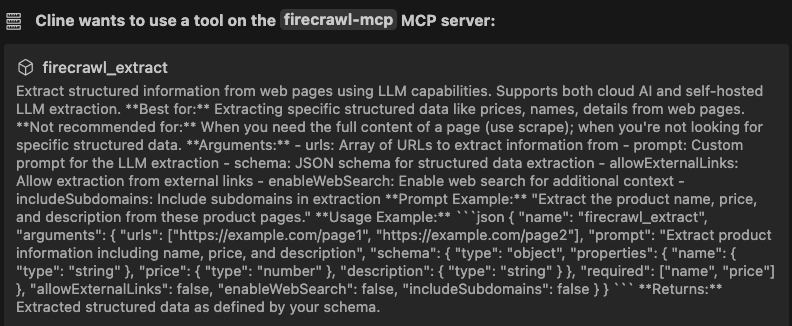 Cline wants to use a tool on the firecrawl-mcp MCP server:
firecrawl_extract
Extract structured information from web pages using LLM capabilities. Supports both cloud AI and self-hosted
LLM extraction. **Best for:** Extracting specific structured data like prices, names, details from web pages.
**Not recommended for:** When you need the full content of a page (use scrape); when you're not looking for
specific structured data. **Arguments:** - urls: Array of URLs to extract information from - prompt: Custom
prompt for the LLM extraction - schema: JSON schema for structured data extraction - allowExternalLinks:
Allow extraction from external links - enableWebSearch: Enable web search for additional context -
includeSubdomains: Include subdomains in extraction **Prompt Example:** "Extract the product name, price,
and description from these product pages." **Usage Example:** ```json { "name": "firecrawl_extract",
"arguments": { "urls": ["https://example.com/page1", "https://example.com/page2"], "prompt": "Extract product
information including name, price, and description", "schema": { "type": "object", "properties": { "name": {
"type": "string" }, "price": { "type": "number" }, "description": { "type": "string" } }, "required": ["name", "price"]
}, "allowExternalLinks": false, "enableWebSearch": false, "includeSubdomains": false } } ``` **Returns:**
Extracted structured data as defined by your schema.